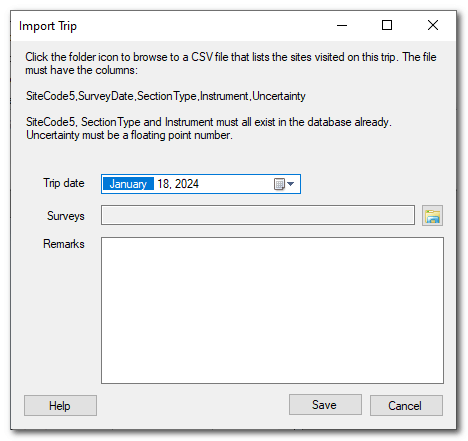 Import Trip
Click the folder icon to browse to a CSV file that lists the sites visited on this trip. The file
must have the columns:
SiteCode5,SurveyDate,SectionType,Instrument,Uncertainty
SiteCode5, SectionType and Instrument must all exist in the database already.
Uncertainty must be a floating point number.
Trip date
January 18, 2024
Surveys
Remarks
Help
Save
Cancel